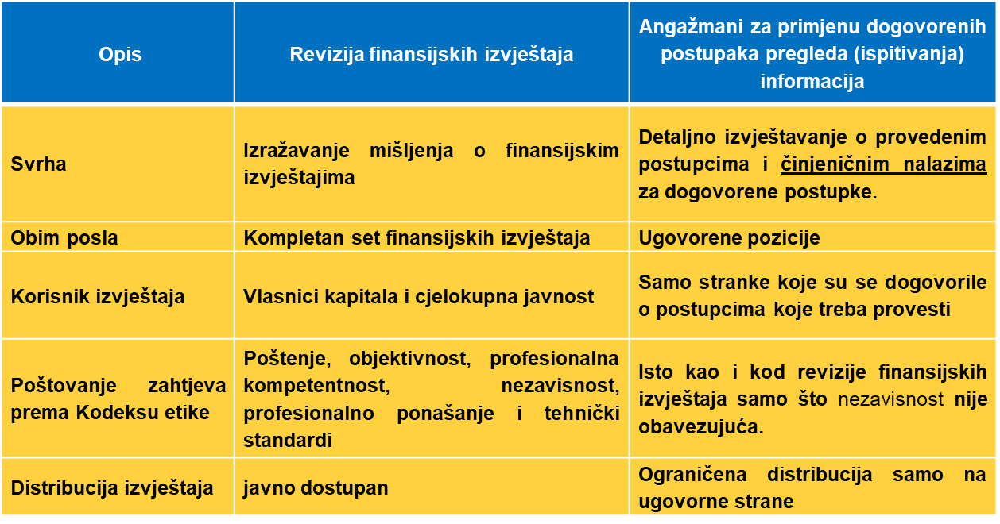 Opis
Revizija finansijskih izvještaja
Angažmani za primjenu dogovorenih
postupaka pregleda (ispitivanja)
informacija
Svrha
Izražavanje mišljenja o finansijskim
izvještajima
Detaljno izvještavanje o provedenim
postupcima i činjeničnim nalazima
za dogovorene postupke.
Obim posla
Kompletan set finansijskih izvještaja
Ugovorene pozicije
Korisnik izvještaja
Vlasnici kapitala i cjelokupna javnost
Samo stranke koje su se dogovorile
o postupcima koje treba provesti
Poštovanje zahtjeva
prema Kodeksu etike
Poštenje, objektivnost, profesionalna
kompetentnost, nezavisnost,
profesionalno ponašanje i tehnički
standardi
Isto kao i kod revizije finansijskih
izvještaja samo što nezavisnost nije
obavezujuća.
Distribucija izvještaja
javno dostupan
Ograničena distribucija samo na
ugovorne strane